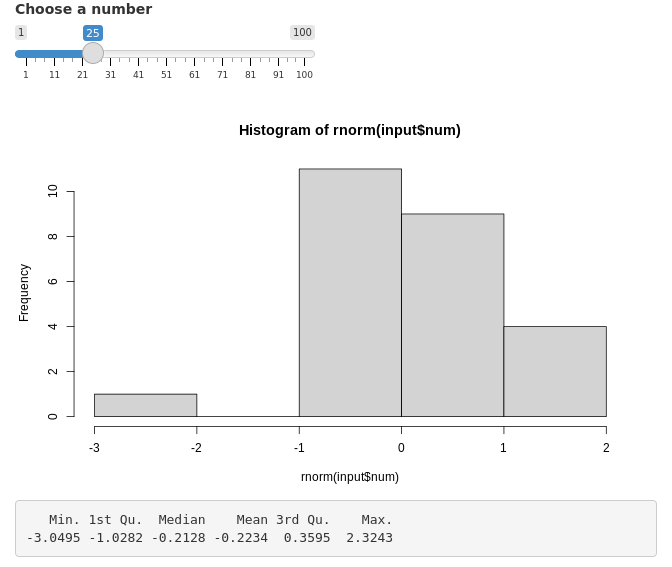 Choose a number
1 25 100
1 11 21 31 41 51 61 71 81 91 100
Histogram of rnorm(input$num)
Frequency
10
8
6
4
2
0
-3 -2 -1 0 1 2
rnorm(input$num)
Min. 1st Qu. Median Mean 3rd Qu. Max.
-3.0495 -1.0282 -0.2128 -0.2234 0.3595 2.3243